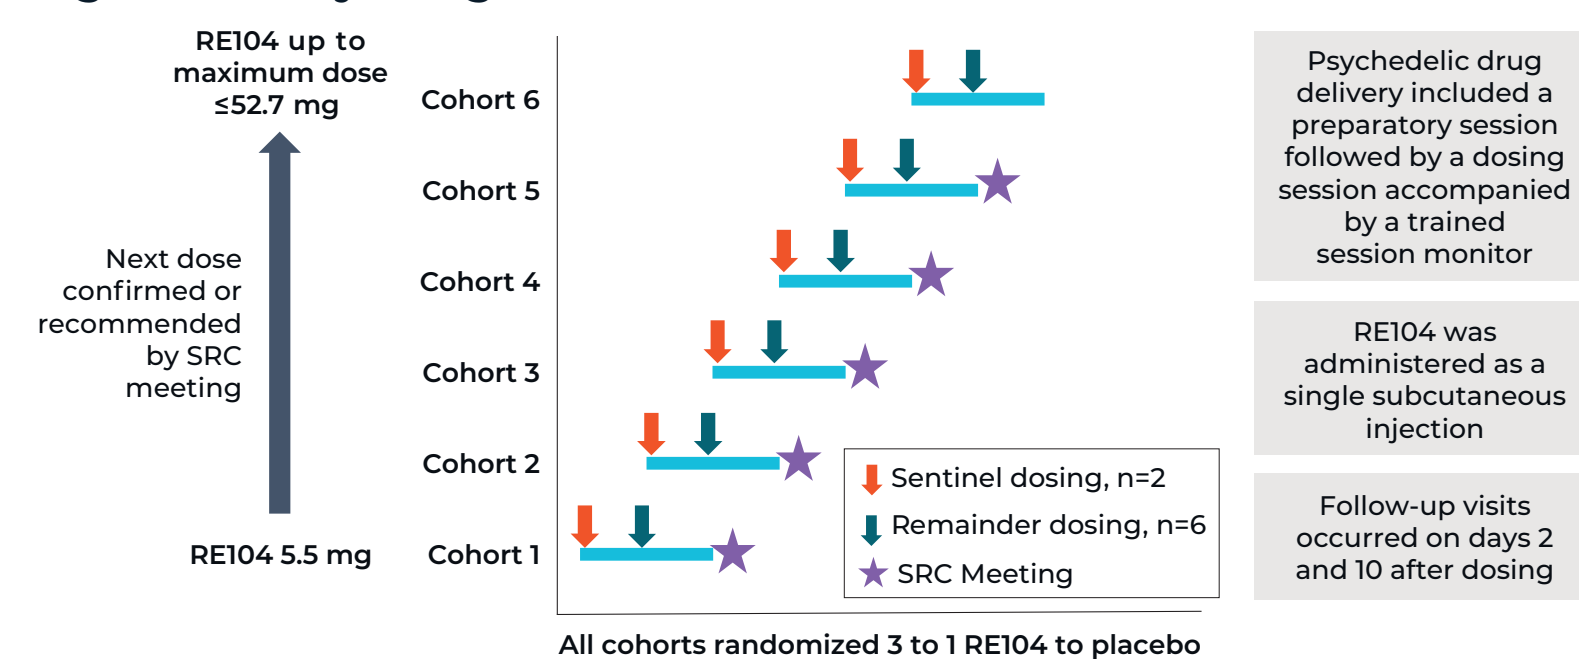 RE104 up to
maximum dose
≤52.7 mg
Next dose
confirmed or
recommended
by SRC
meeting
RE104 5.5 mg
Cohort 6
Cohort 5
Cohort 4
Cohort 3
Cohort 2
Cohort 1
Sentinel dosing, n=2
Remainder dosing, n=6
SRC Meeting
All cohorts randomized 3 to 1 RE104 to placebo
Psychedelic drug
delivery included a
preparatory session
followed by a dosing
session accompanied
by a trained
session monitor
RE104 was
administered as a
single subcutaneous
injection
Follow-up visits
occurred on days 2
and 10 after dosing